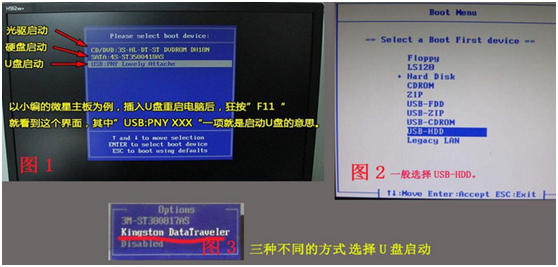 H192w+
光驱启动
硬盘启动
U盘启动
Please select boot device:
CD/DVD:3S-HL-DT-ST DVDROM DH18N
SATA:4S-ST3500418AS
USB:PNY Lovely Attache
以小编的微星主板为例，插入U盘重启电脑后，狂按”F11 “
就看到这个界面，其中”USB:PNY XXX“一项就是启动U盘的意思。
↑ and ↓ to move selection
ENTER to select boot device
ESC to boot using defaults
图 1
Boot Menu
Select a Boot First device
Floppy
LS120
Hard Disk
CDROM
ZIP
USB-FDD
USB-ZIP
USB-CDROM
USB-HDD
Legacy LAN
图 2 一般选择 USB-HDD。
↑↓:Move Enter:Accept ESC:Exit
Options
3M-ST380817AS
Kingston DataTraveler
Disabled
图 3
三种不同的方式 选择 U 盘启动